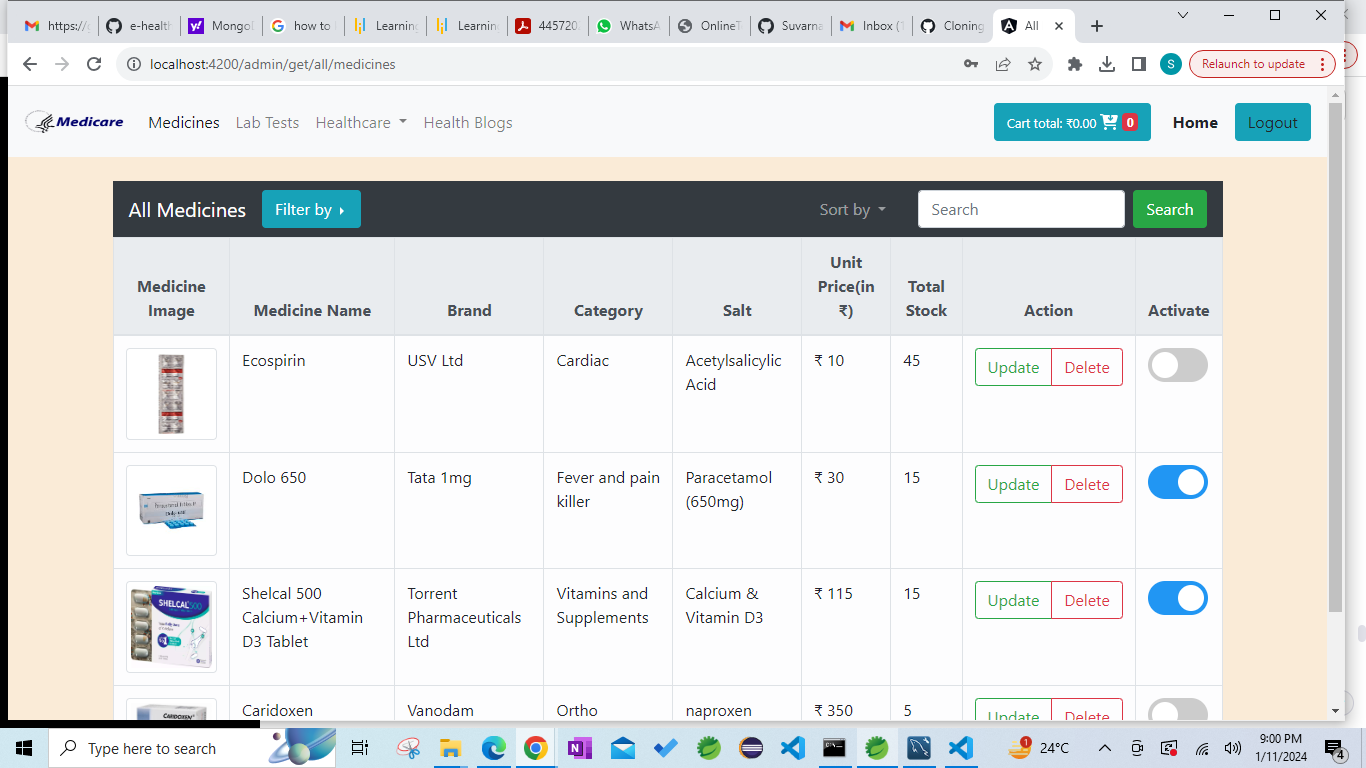 https://g
e-health
Mongo
how to
Learning
Learning
445720
WhatsA
OnlineT
Suvarna
Inbox (1
Cloning
All
localhost:4200/admin/get/all/medicines
S
Relaunch to update
Medicare
Medicines
Lab Tests
Healthcare
Health Blogs
Cart total: ₹0.00 0
Home
Logout
All Medicines
Filter by
Sort by
Search
Search
Medicine
Image
Medicine Name
Brand
Category
Salt
Unit
Price(in
₹)
Total
Stock
Action
Activate
Ecospirin
USV Ltd
Cardiac
Acetylsalicylic
Acid
₹ 10
45
Update
Delete
Dolo 650
Tata 1mg
Fever and pain
killer
Paracetamol
(650mg)
₹ 30
15
Update
Delete
SHELCAL 500
Shelcal 500
Calcium+Vitamin
D3 Tablet
Torrent
Pharmaceuticals
Ltd
Vitamins and
Supplements
Calcium &
Vitamin D3
₹ 115
15
Update
Delete
CARIDOXEN
Caridoxen
Vanodam
Ortho
naproxen
₹ 350
5
Update
Delete
Type here to search
1
24°C
9:00 PM
1/11/2024
4